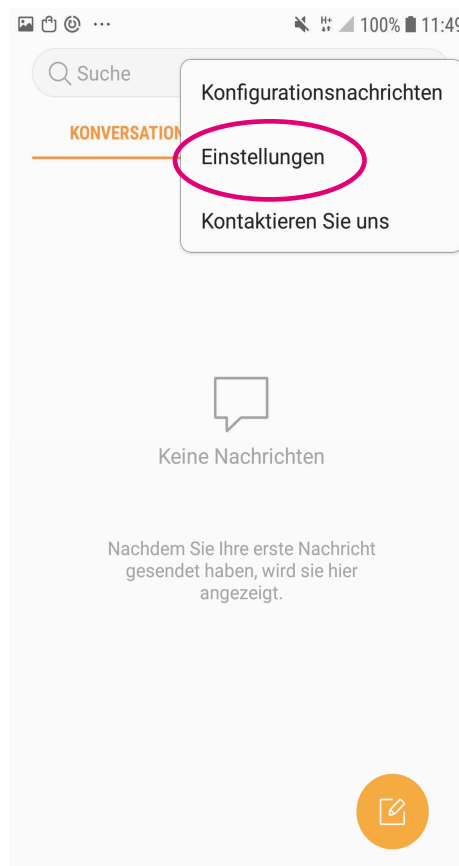 100% 11:49
Suche
Konfigurationsnachrichten
KONVERSATION
Einstellungen
Kontaktieren Sie uns
Keine Nachrichten
Nachdem Sie Ihre erste Nachricht
gesendet haben, wird sie hier
angezeigt.